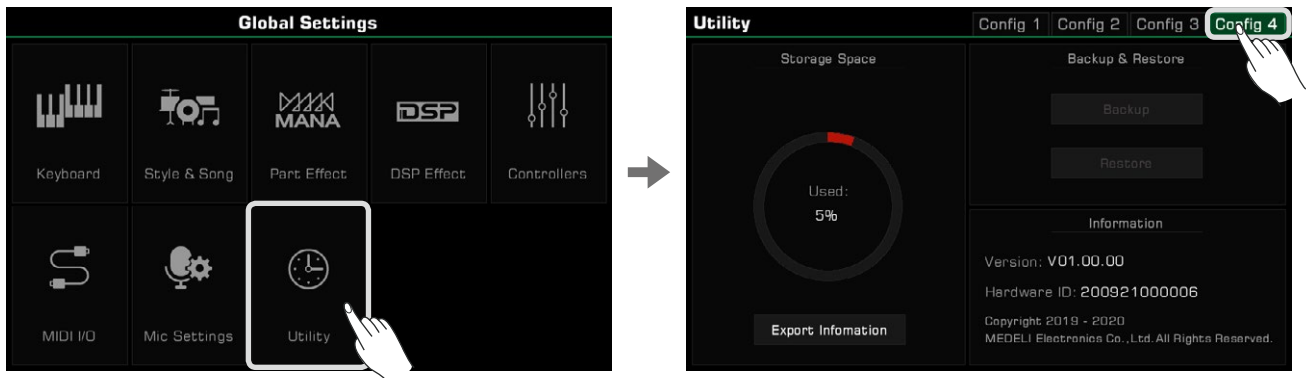 Global Settings
Keyboard
Style & Song
MANA
Part Effect
DSP
DSP Effect
Controllers
MIDI I/O
Mic Settings
Utility
Utility
Config 1
Config 2
Config 3
Config 4
Storage Space
Used:
5%
Export Infomation
Backup & Restore
Backup
Restore
Information
Version: V01.00.00
Hardware ID: 200921000006
Copyright 2019 - 2020
MEDELI Electronics Co.,Ltd.All Rights Reserved.